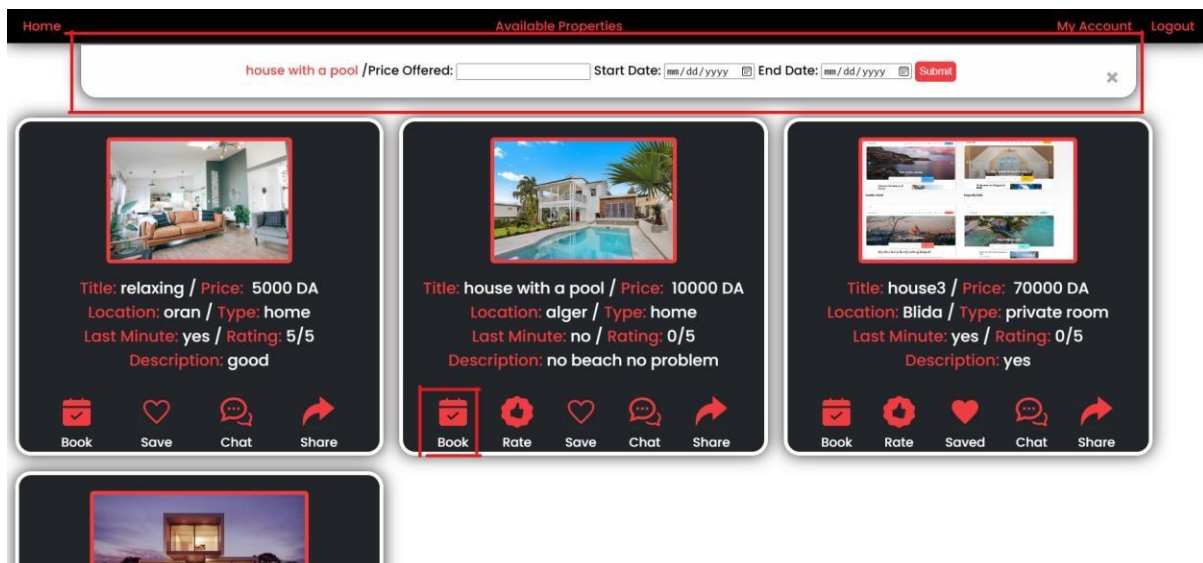 Home Available Properties My Account Logout
house with a pool /Price Offered: Start Date: mm/dd/yyyy End Date: mm/dd/yyyy Submit ×
Title: relaxing / Price: 5000 DA
Location: oran / Type: home
Last Minute: yes / Rating: 5/5
Description: good
Book Save Chat Share
Title: house with a pool / Price: 10000 DA
Location: alger / Type: home
Last Minute: no / Rating: 0/5
Description: no beach no problem
Book Rate Save Chat Share
Title: house3 / Price: 70000 DA
Location: Blida / Type: private room
Last Minute: yes / Rating: 0/5
Description: yes
Book Rate Saved Chat Share